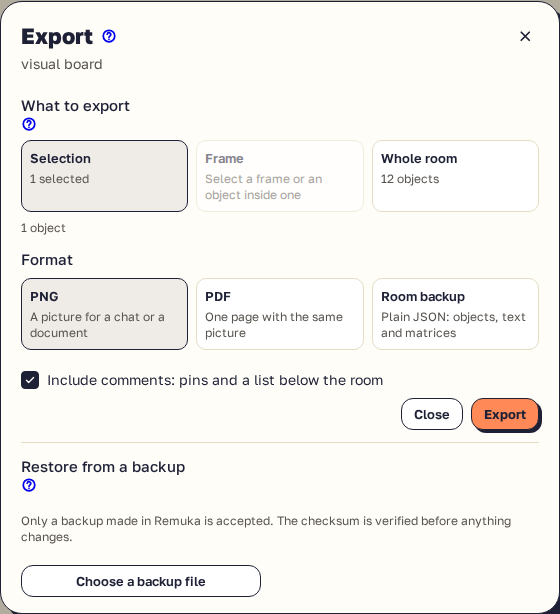 Export
visual board
What to export
Selection
1 selected
Frame
Select a frame or an
object inside one
Whole room
12 objects
1 object
Format
PNG
A picture for a chat or a
document
PDF
One page with the same
picture
Room backup
Plain JSON: objects, text
and matrices
Include comments: pins and a list below the room
Close
Export
Restore from a backup
Only a backup made in Remuka is accepted. The checksum is verified before anything
changes.
Choose a backup file